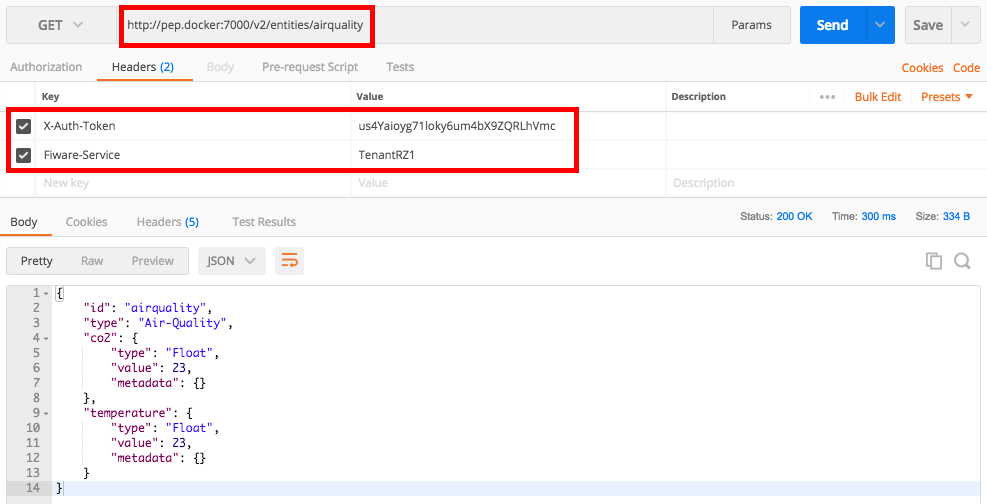 GET http://pep.docker:7000/v2/entities/airquality Params Send Save
Authorization Headers (2) Body Pre-request Script Tests Cookies Code
Key Value Description ••• Bulk Edit Presets
X-Auth-Token us4Yaioyg71loky6um4bX9ZQRLhVmc
Fiware-Service TenantRZ1
New key Value Description
Body Cookies Headers (5) Test Results Status: 200 OK Time: 300 ms Size: 334 B
Pretty Raw Preview JSON
1 {
2 "id": "airquality",
3 "type": "Air-Quality",
4 "co2": {
5 "type": "Float",
6 "value": 23,
7 "metadata": {}
8 },
9 "temperature": {
10 "type": "Float",
11 "value": 23,
12 "metadata": {}
13 }
14 }